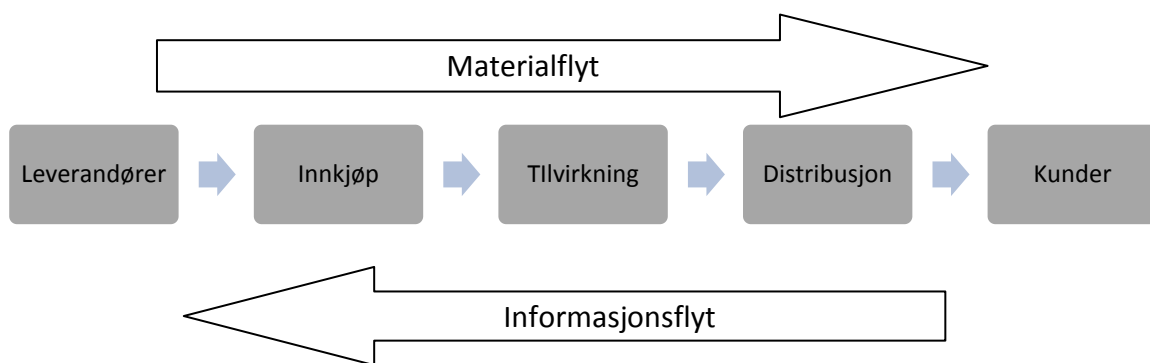 Materialflyt
Leverandører
Innkjøp
TIlvirkning
Distribusjon
Kunder
Informasjonsflyt